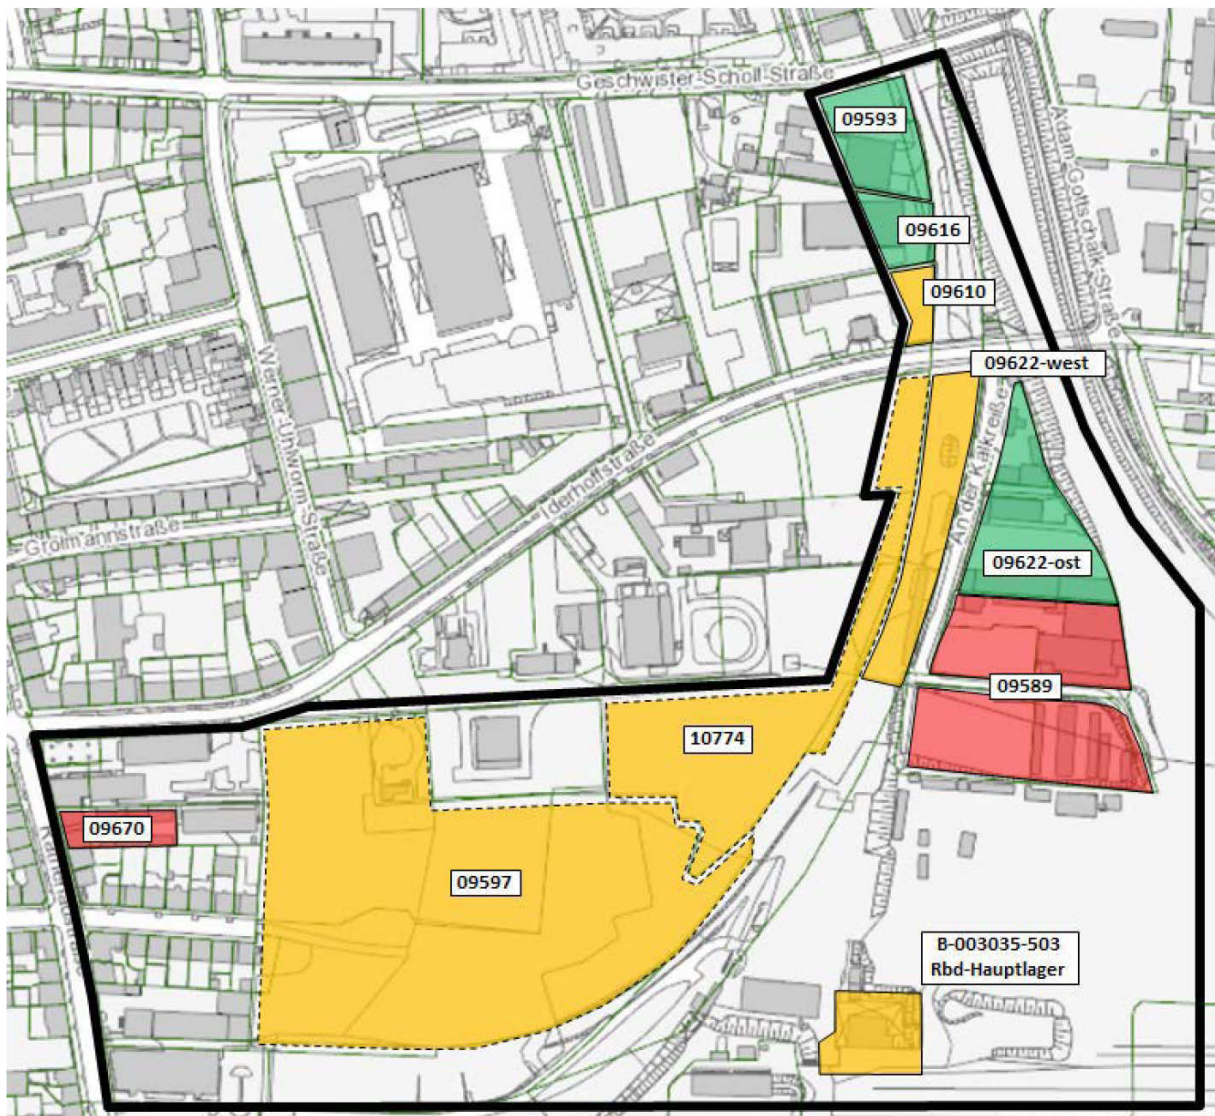 Geschwister-Scholl-Straße
09593
Adam-Gottschalk-Straße
09616
09610
09622-west
Werner-Uhlworm-Straße
Iderhoffstraße
An der Kalkreiße
Grolmannstraße
09622-ost
09589
10774
09670
Kathenaustraße
09597
B-003035-503
Rbd-Hauptlager